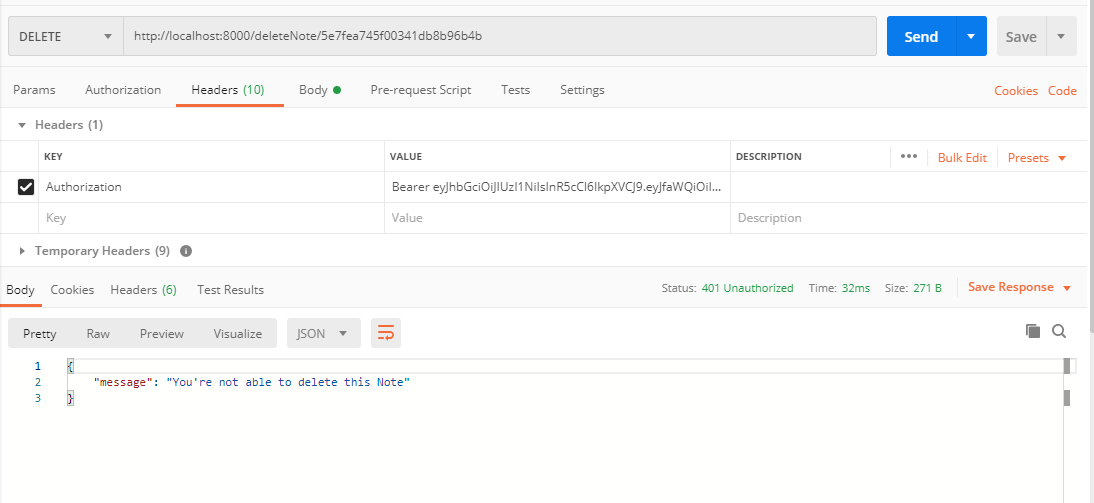 DELETE http://localhost:8000/deleteNote/5e7fea745f00341db8b96b4b Send Save
Params Authorization Headers (10) Body Pre-request Script Tests Settings Cookies Code
Headers (1)
KEY VALUE DESCRIPTION ••• Bulk Edit Presets
Authorization Bearer eyJhbGciOiJIUzI1NiIsInR5cCI6IkpXVCJ9.eyJfaWQiOiI...
Key Value Description
Temporary Headers (9)
Body Cookies Headers (6) Test Results Status: 401 Unauthorized Time: 32ms Size: 271 B Save Response
Pretty Raw Preview Visualize JSON
1 {
2 "message": "You're not able to delete this Note"
3 }